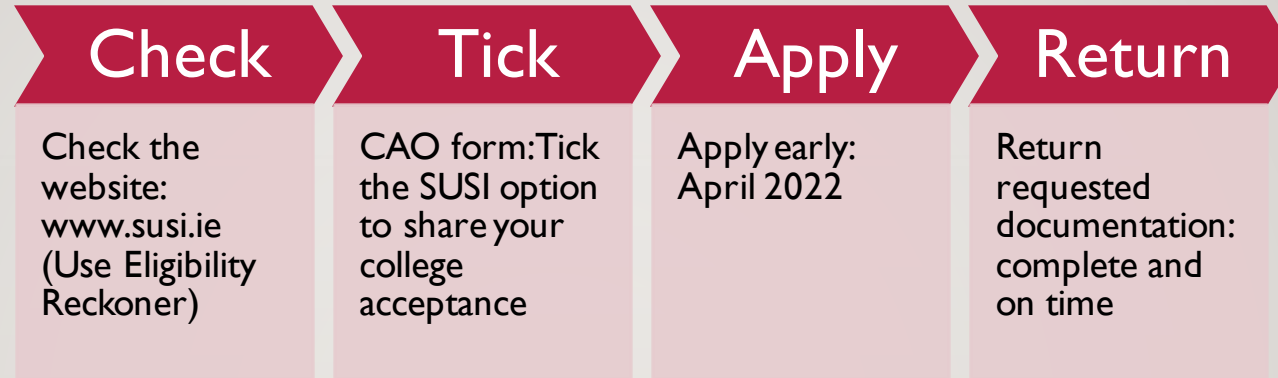 Check
Check the
website:
www.susi.ie
(Use Eligibility
Reckoner)
Tick
CAO form:Tick
the SUSI option
to share your
college
acceptance
Apply
Apply early:
April 2022
Return
Return
requested
documentation:
complete and
on time